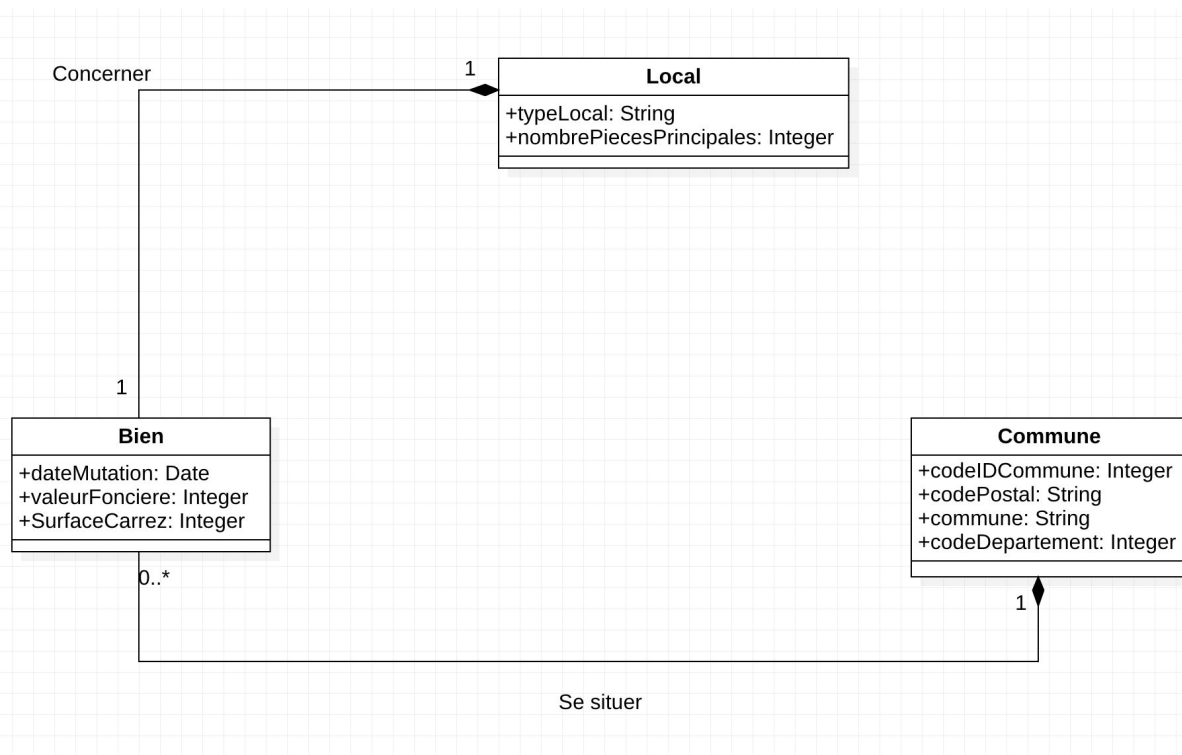 Concerner
1
Local
+typeLocal: String
+nombrePiecesPrincipales: Integer
1
Bien
+dateMutation: Date
+valeurFonciere: Integer
+SurfaceCarrez: Integer
0..*
Commune
+codeIDCommune: Integer
+codePostal: String
+commune: String
+codeDepartement: Integer
1
Se situer